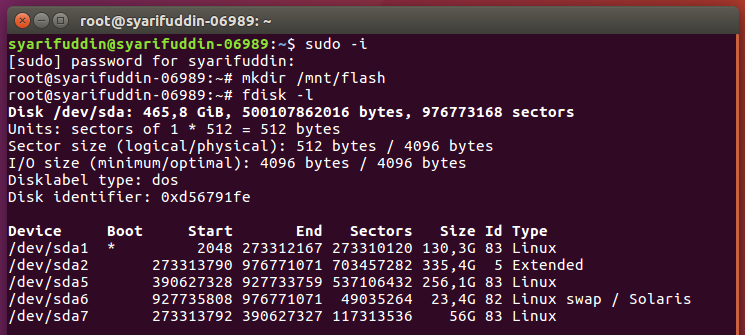 root@syarifuddin-06989: ~
syarifuddin@syarifuddin-06989:~$ sudo -i
[sudo] password for syarifuddin:
root@syarifuddin-06989:~# mkdir /mnt/flash
root@syarifuddin-06989:~# fdisk -l
Disk /dev/sda: 465,8 GiB, 500107862016 bytes, 976773168 sectors
Units: sectors of 1 * 512 = 512 bytes
Sector size (logical/physical): 512 bytes / 4096 bytes
I/O size (minimum/optimal): 4096 bytes / 4096 bytes
Disklabel type: dos
Disk identifier: 0xd56791fe
Device     Boot     Start       End   Sectors   Size Id Type
/dev/sda1  *         2048 273312167 273310120 130,3G 83 Linux
/dev/sda2       273313790 976771071 703457282 335,4G  5 Extended
/dev/sda5       390627328 927733759 537106432 256,1G 83 Linux
/dev/sda6       927735808 976771071  49035264  23,4G 82 Linux swap / Solaris
/dev/sda7       273313792 390627327 117313536    56G 83 Linux